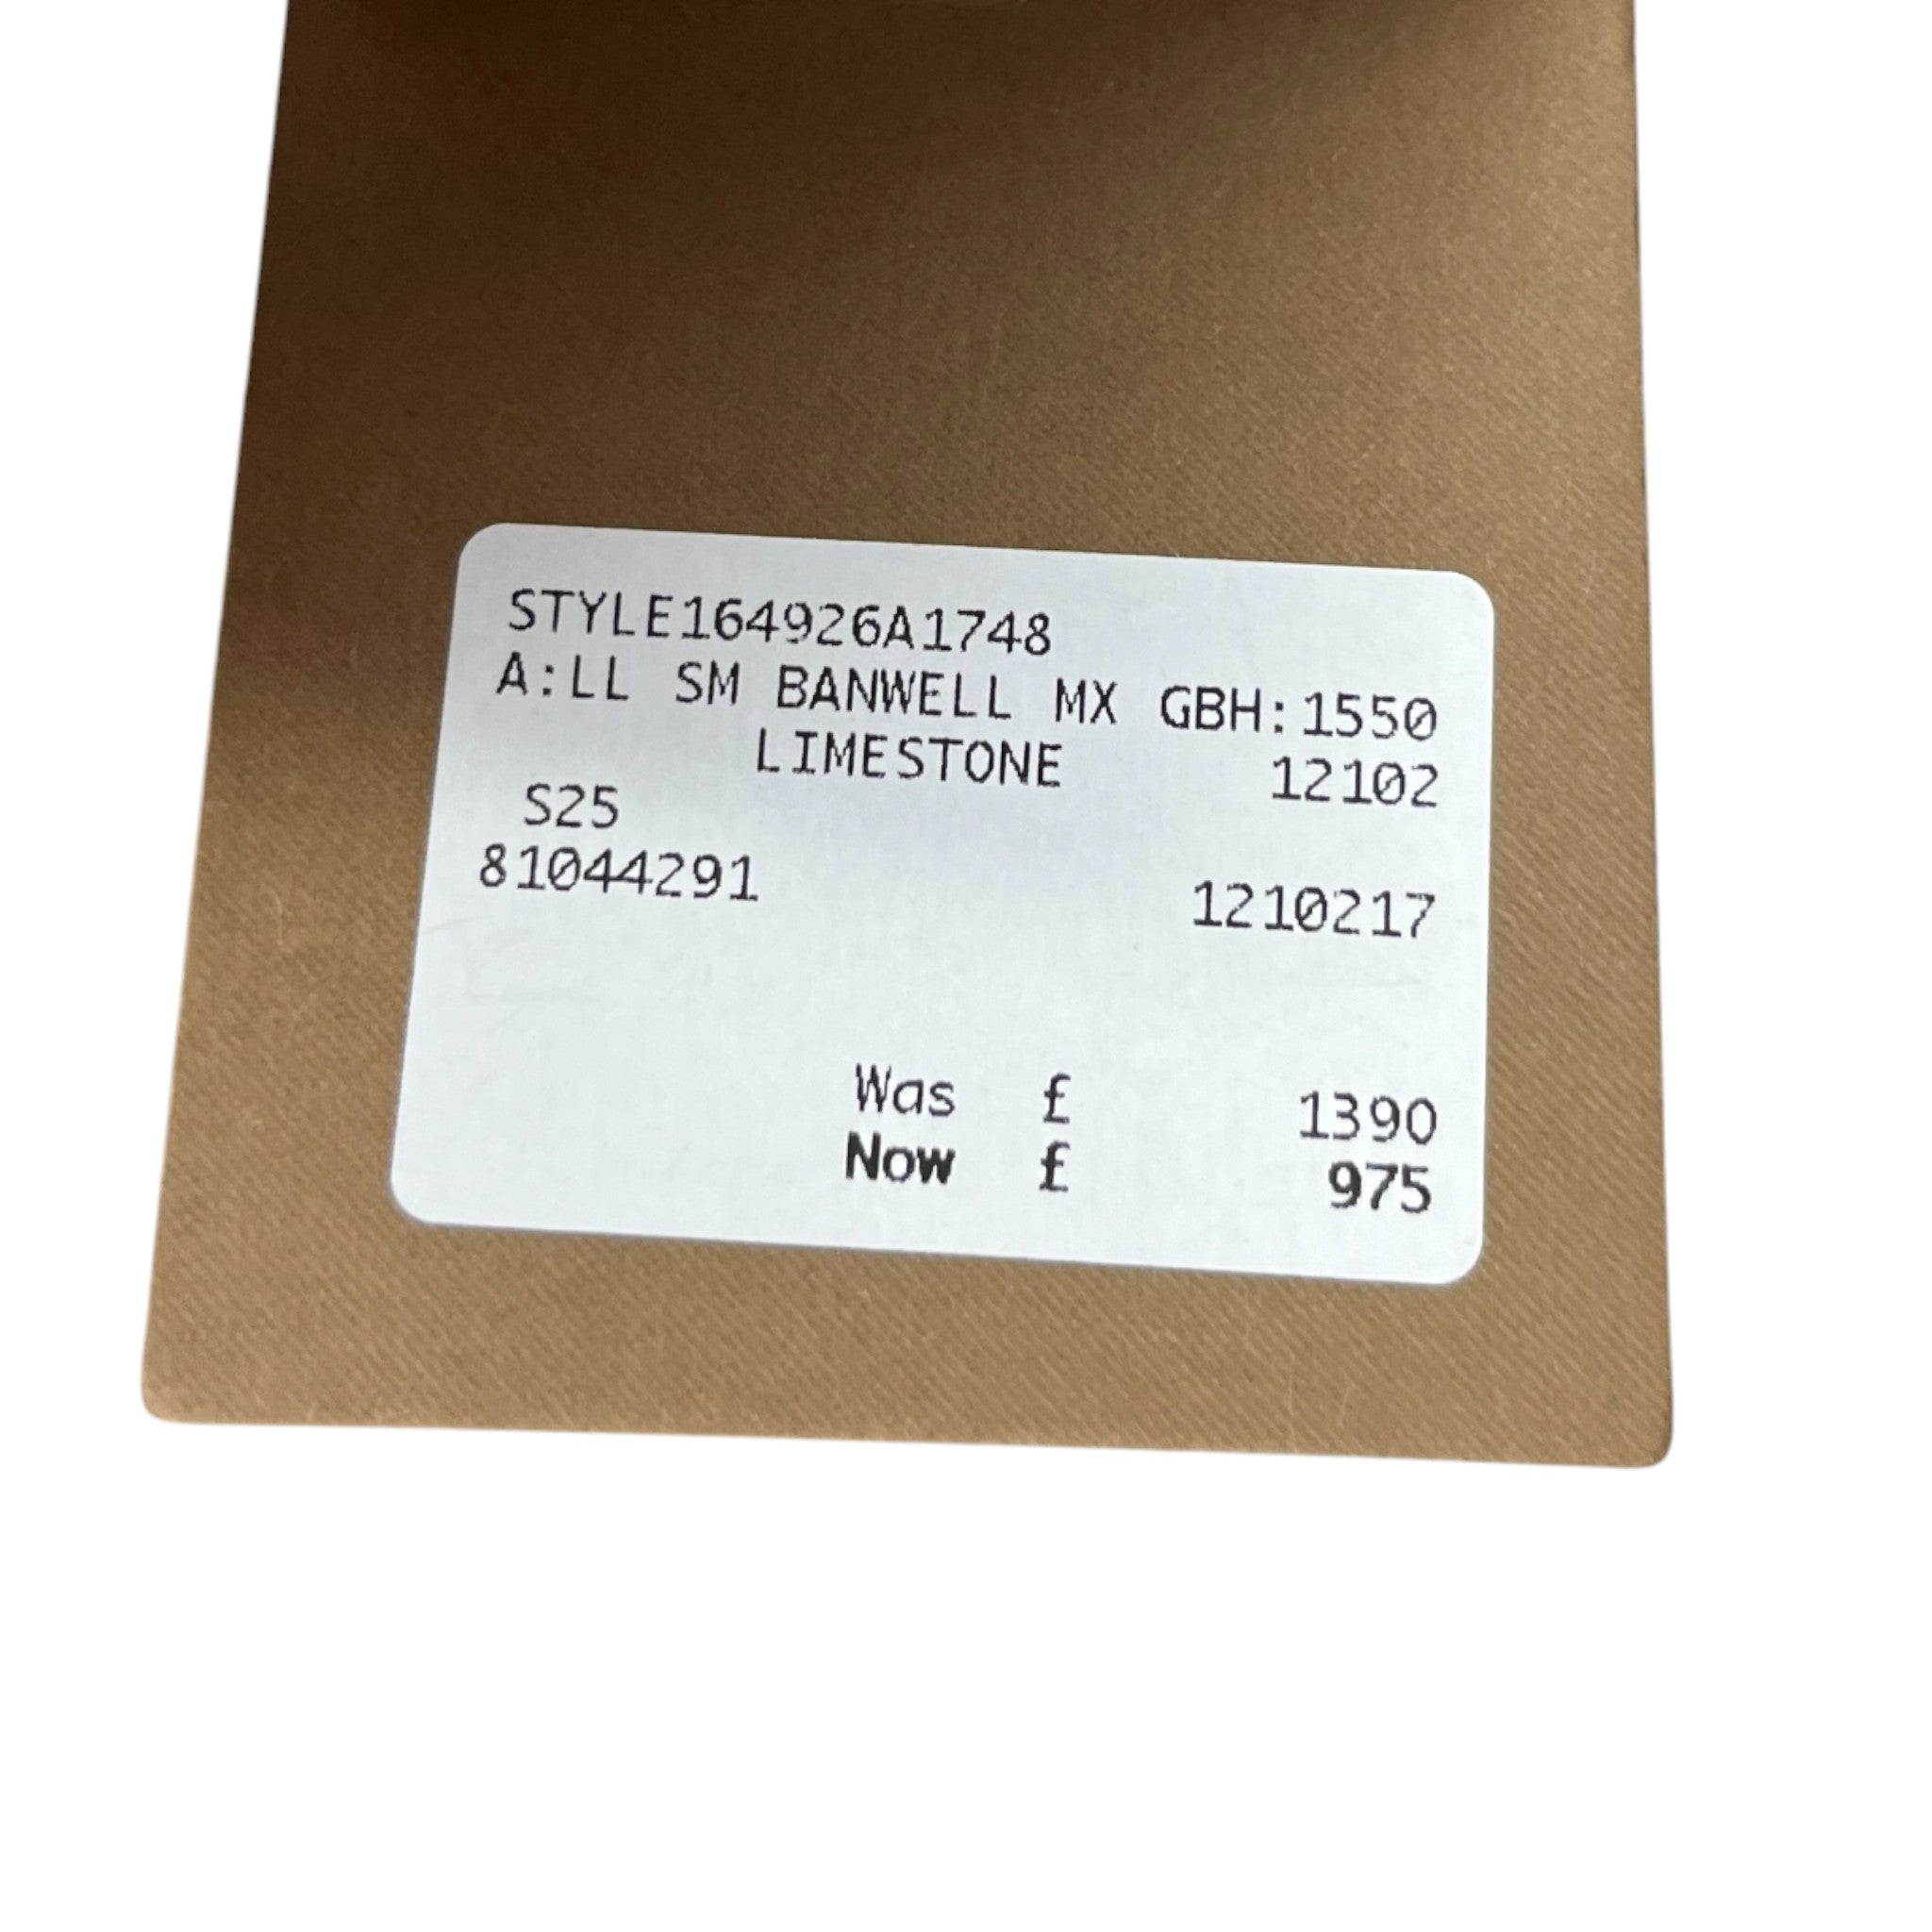 STYLE164926A1748
A:LL SM BANWELL MX GBH:1550
LIMESTONE 12102
S25
81044291 1210217
Was £ 1390
Now £ 975